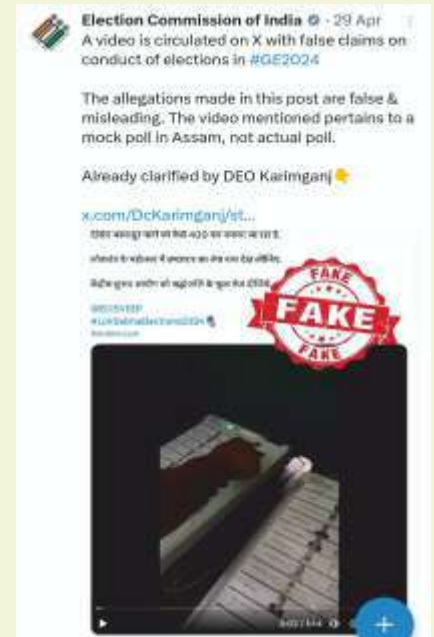 Election Commission of India · 29 Apr
A video is circulated on X with false claims on
conduct of elections in #GE2024
The allegations made in this post are false &
misleading. The video mentioned pertains to a
mock poll in Assam, not actual poll.
Already clarified by DEO Karimganj👇
x.com/DcKarimganj/st...
FAKE
FAKE
FAKE